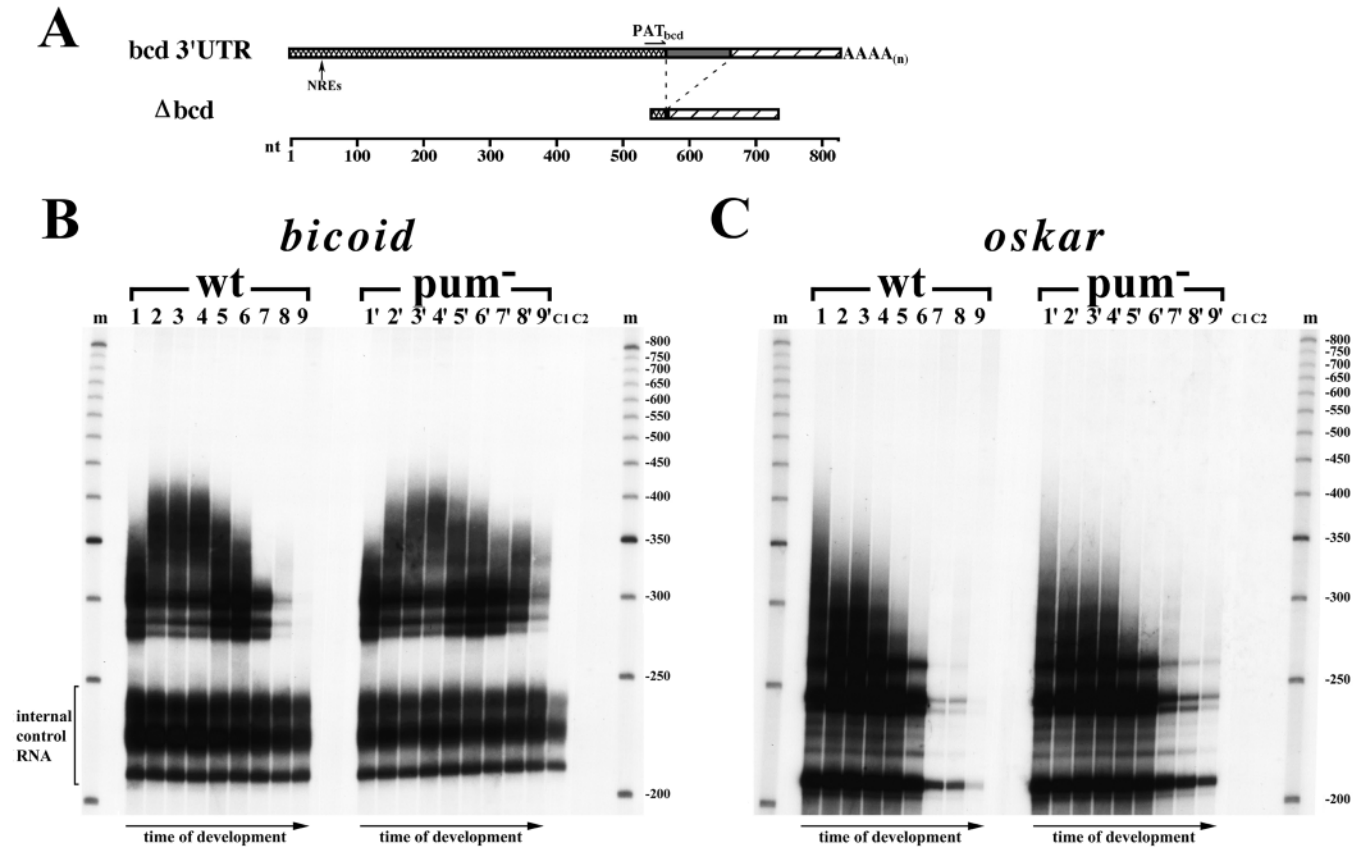 A
bcd 3'UTR
PATbcd
AAAA(n)
NREs
Δbcd
nt 1 100 200 300 400 500 600 700 800
B
bicoid
wt pum-
m 1 2 3 4 5 6 7 8 9 1' 2' 3' 4' 5' 6' 7' 8' 9' C1 C2 m
-800
-750
-700
-650
-600
-550
-500
-450
-400
-350
-300
-250
-200
internal
control
RNA
time of development
time of development
C
oskar
wt pum-
m 1 2 3 4 5 6 7 8 9 1' 2' 3' 4' 5' 6' 7' 8' 9' C1 C2 m
-800
-750
-700
-650
-600
-550
-500
-450
-400
-350
-300
-250
-200
time of development
time of development